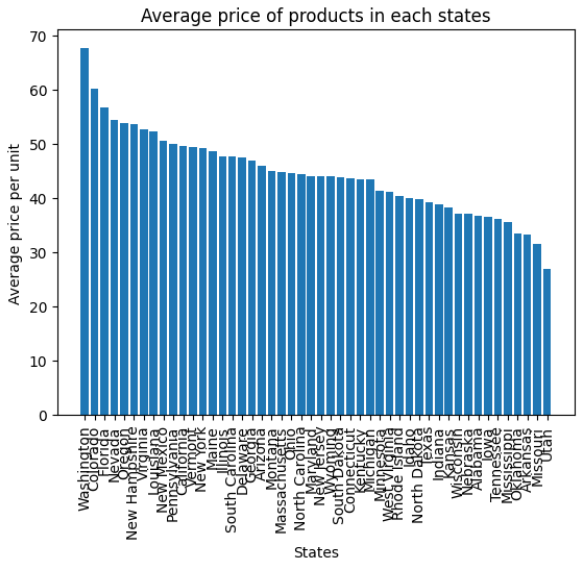 Average price of products in each states
Average price per unit
70
60
50
40
30
20
10
0
Washington
Colorado
Florida
Nevada
Oregon
New Hampshire
Virginia
Louisiana
New Mexico
Pennsylvania
California
Vermont
New York
Maine
Illinois
South Carolina
Delaware
Georgia
Arizona
Montana
Massachusetts
Ohio
North Carolina
Maryland
New Jersey
Wyoming
South Dakota
Connecticut
Kentucky
Michigan
Minnesota
West Virginia
Rhode Island
Idaho
North Dakota
Texas
Indiana
Kansas
Wisconsin
Nebraska
Alabama
Iowa
Tennessee
Mississippi
Oklahoma
Arkansas
Missouri
Utah
States